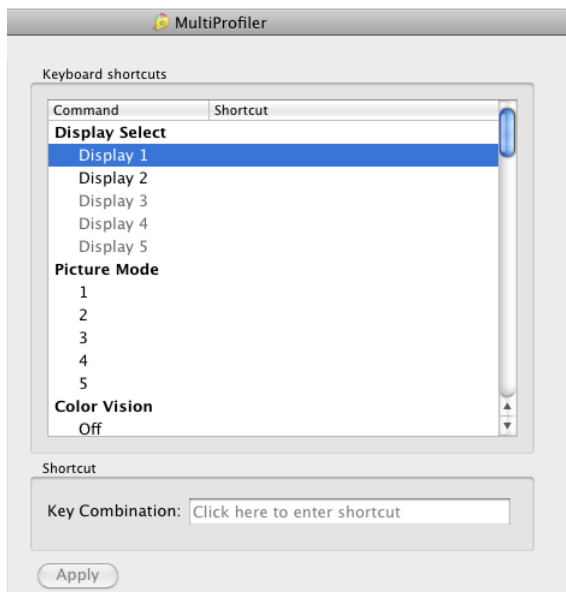 MultiProfiler
Keyboard shortcuts
Command Shortcut
Display Select
Display 1
Display 2
Display 3
Display 4
Display 5
Picture Mode
1
2
3
4
5
Color Vision
Off
Shortcut
Key Combination: Click here to enter shortcut
Apply